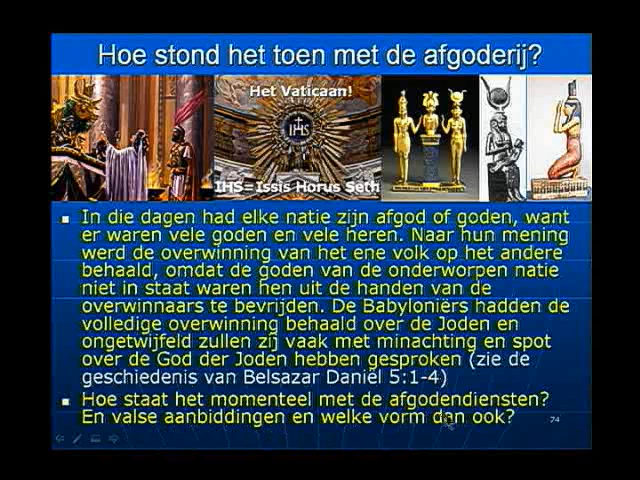 Hoe stond het toen met de afgoderij?
Het Vaticaan!
IHS
IHS=Issis Horus Seth
In die dagen had elke natie zijn afgod of goden, want
er waren vele goden en vele heren. Naar hun mening
werd de overwinning van het ene volk op het andere
behaald, omdat de goden van de onderworpen natie
niet in staat waren hen uit de handen van de
overwinnaars te bevrijden. De Babyloniërs hadden de
volledige overwinning behaald over de Joden en
ongetwijfeld zullen zij vaak met minachting en spot
over de God der Joden hebben gesproken (zie de
geschiedenis van Belsazar Daniël 5:1-4)
Hoe staat het momenteel met de afgodendiensten?
En valse aanbiddingen en welke vorm dan ook?
74